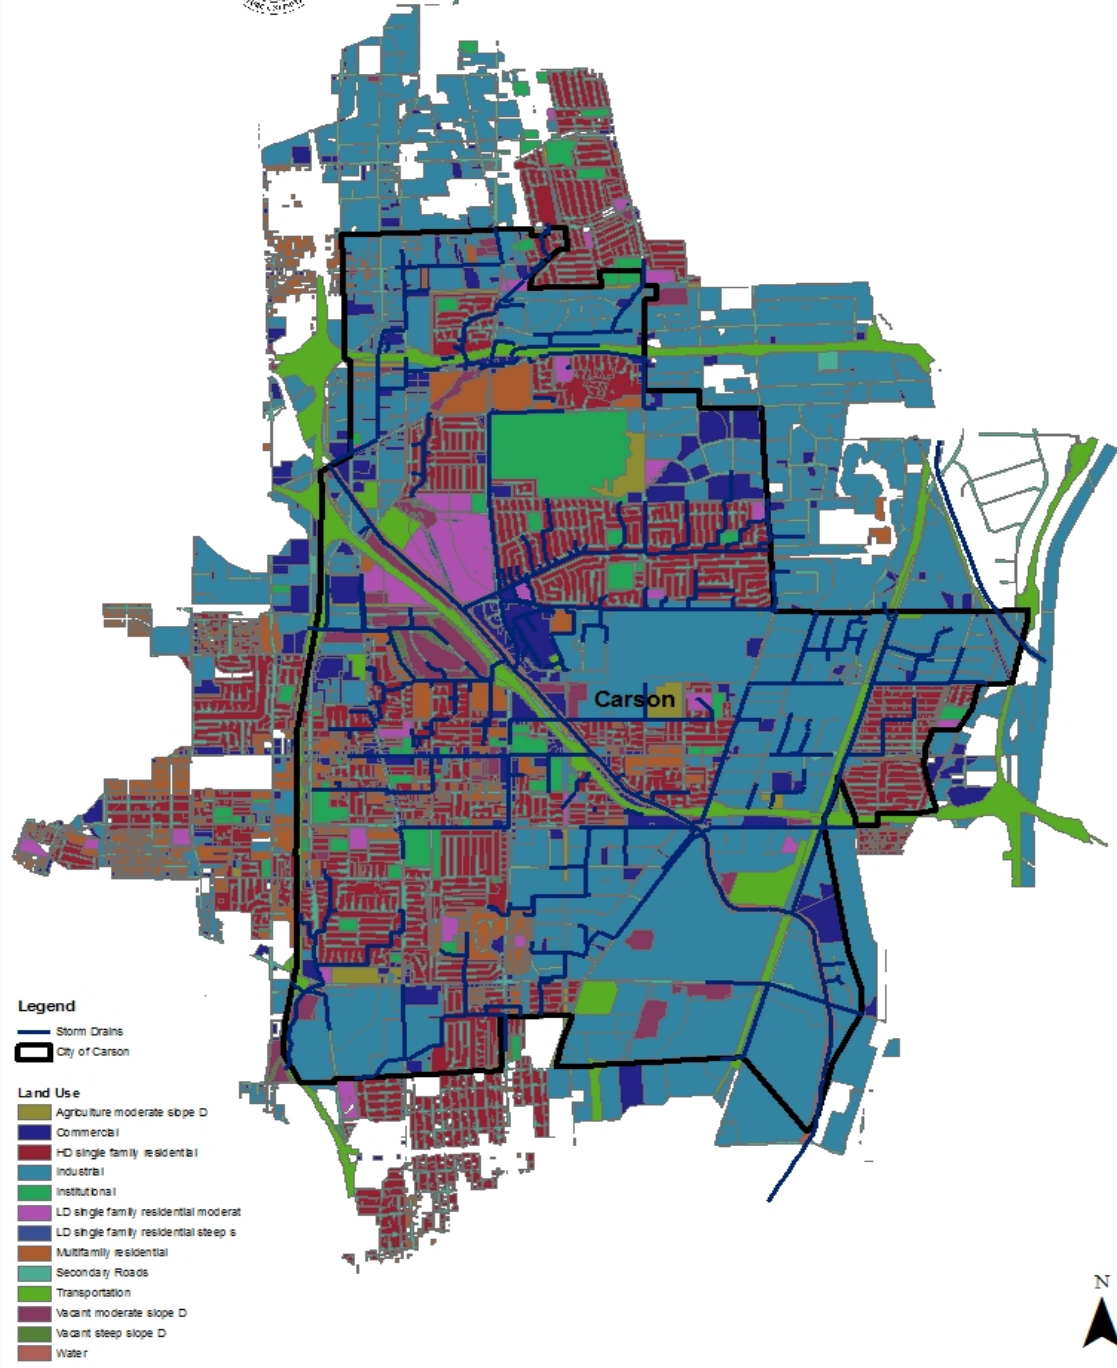 Carson
Legend
Storm Drains
City of Carson
Land Use
Agriculture moderate slope D
Commercial
HD single family residential
Industrial
Institutional
LD single family residential moderat
LD single family residential steep s
Multifamily residential
Secondary Roads
Transportation
Vacant moderate slope D
Vacant steep slope D
Water
N